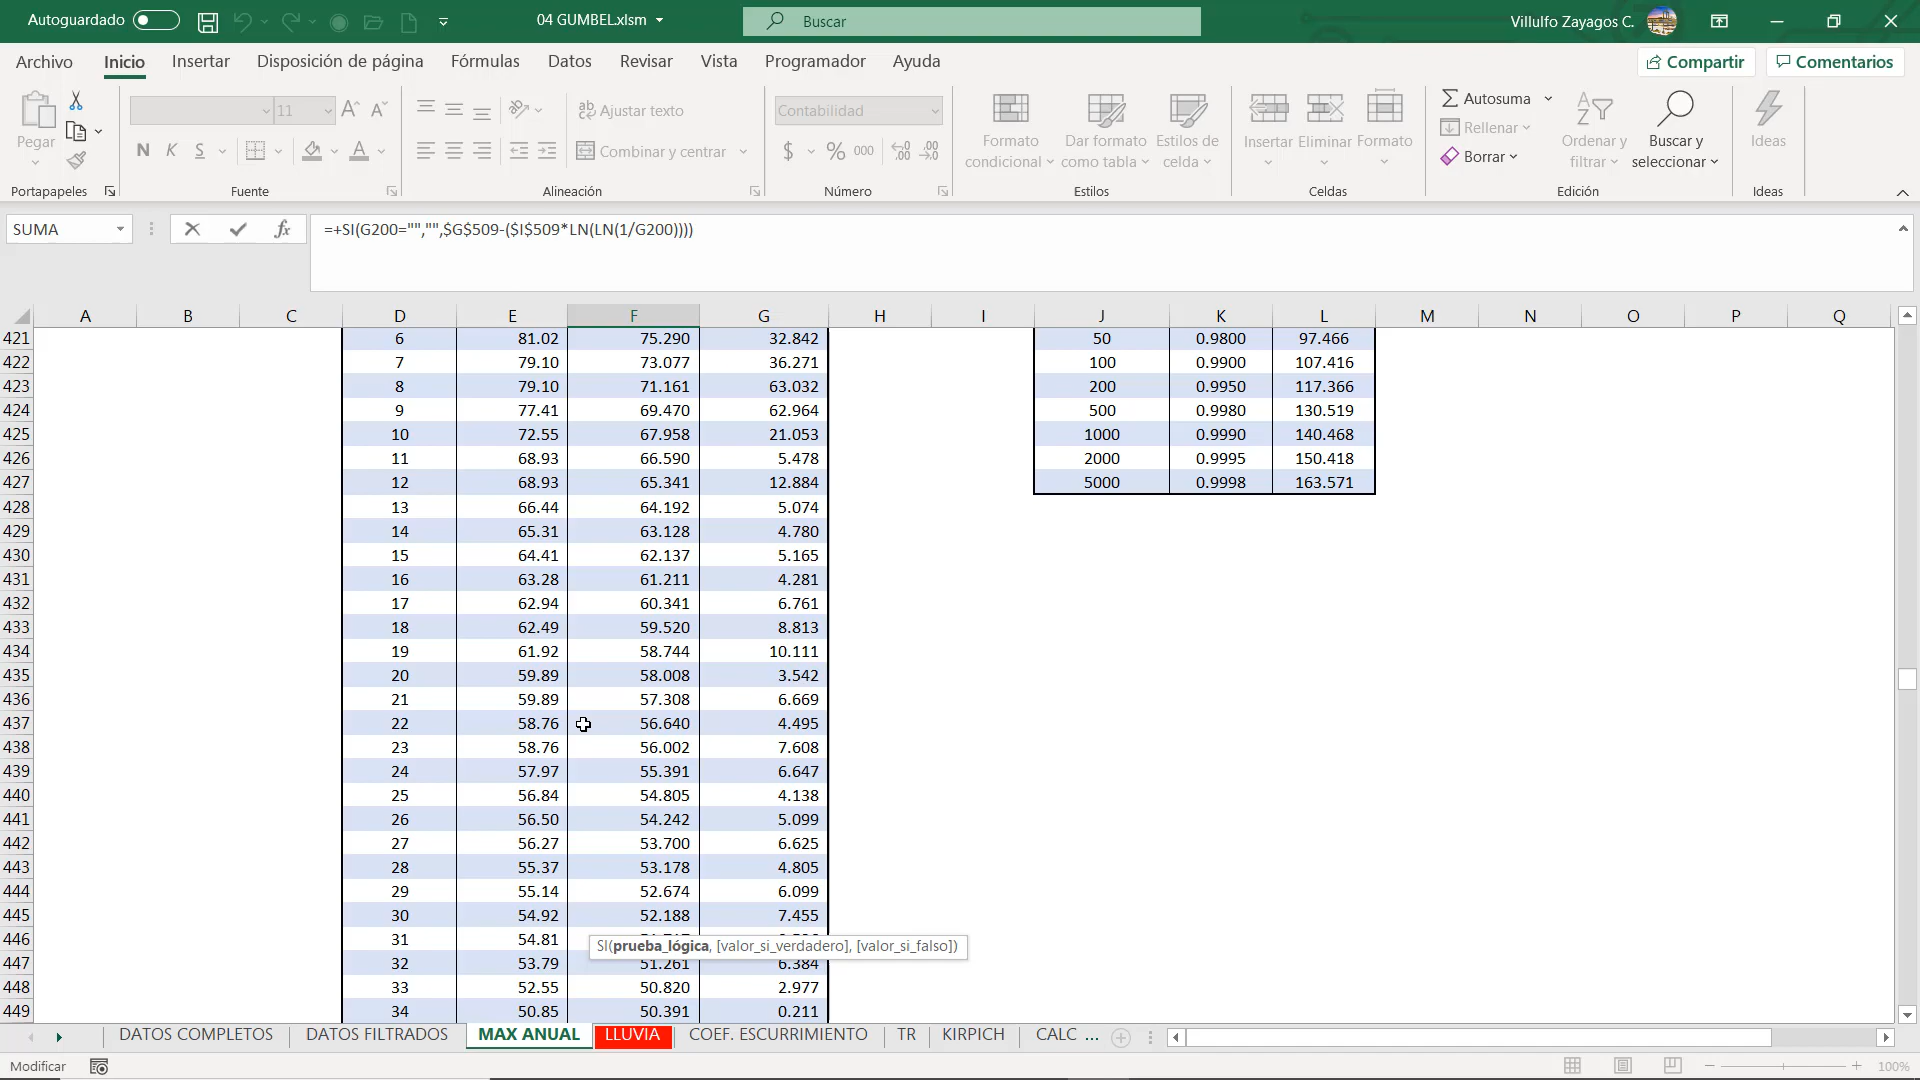 Autoguardado
04 GUMBEL.xlsm
Buscar
Villulfo Zayagos C.
Archivo Inicio Insertar Disposición de página Fórmulas Datos Revisar Vista Programador Ayuda
Compartir Comentarios
Pegar
Portapapeles
11
N K S
Fuente
Ajustar texto
Combinar y centrar
Alineación
Contabilidad
$ % 000
Número
Formato condicional
Dar formato como tabla
Estilos de celda
Estilos
Insertar Eliminar Formato
Celdas
Autosuma
Rellenar
Borrar
Ordenar y filtrar
Buscar y seleccionar
Edición
Ideas
Ideas
SUMA
fx
=+SI(G200="","",$G$509-($I$509*LN(LN(1/G200))))
A B C D E F G H I J K L M N O P Q
421 6 81.02 75.290 32.842 50 0.9800 97.466
422 7 79.10 73.077 36.271 100 0.9900 107.416
423 8 79.10 71.161 63.032 200 0.9950 117.366
424 9 77.41 69.470 62.964 500 0.9980 130.519
425 10 72.55 67.958 21.053 1000 0.9990 140.468
426 11 68.93 66.590 5.478 2000 0.9995 150.418
427 12 68.93 65.341 12.884 5000 0.9998 163.571
428 13 66.44 64.192 5.074
429 14 65.31 63.128 4.780
430 15 64.41 62.137 5.165
431 16 63.28 61.211 4.281
432 17 62.94 60.341 6.761
433 18 62.49 59.520 8.813
434 19 61.92 58.744 10.111
435 20 59.89 58.008 3.542
436 21 59.89 57.308 6.669
437 22 58.76 56.640 4.495
438 23 58.76 56.002 7.608
439 24 57.97 55.391 6.647
440 25 56.84 54.805 4.138
441 26 56.50 54.242 5.099
442 27 56.27 53.700 6.625
443 28 55.37 53.178 4.805
444 29 55.14 52.674 6.099
445 30 54.92 52.188 7.455
446 31 54.81
SI(prueba_lógica, [valor_si_verdadero], [valor_si_falso])
447 32 53.79 51.261 6.384
448 33 52.55 50.820 2.977
449 34 50.85 50.391 0.211
DATOS COMPLETOS DATOS FILTRADOS MAX ANUAL LLUVIA COEF. ESCURRIMIENTO TR KIRPICH CALC ...
Modificar
100%